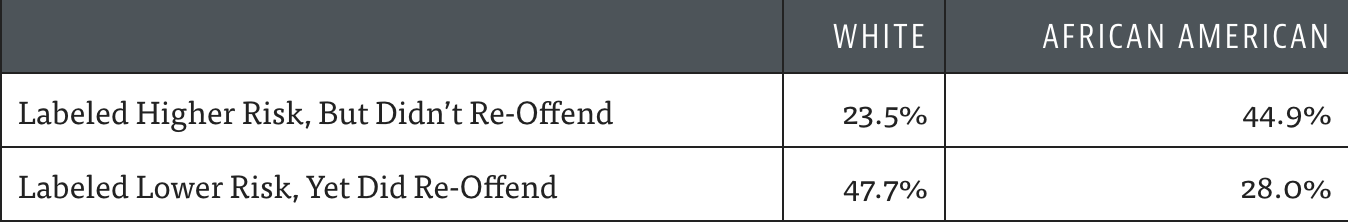 WHITE AFRICAN AMERICAN
Labeled Higher Risk, But Didn’t Re-Offend 23.5% 44.9%
Labeled Lower Risk, Yet Did Re-Offend 47.7% 28.0%